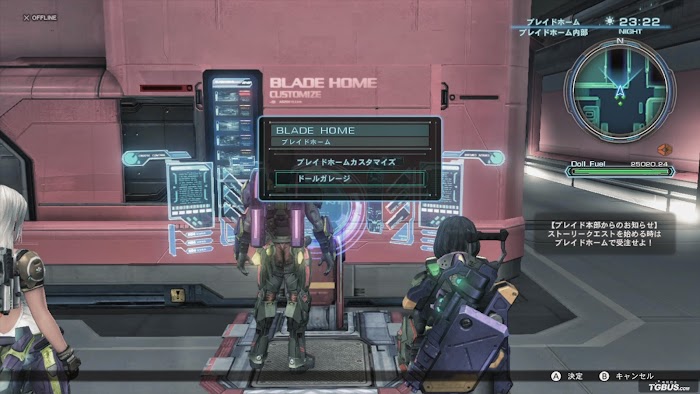 X OFFLINE
ブレイドホーム
ブレイドホーム内部
23:22
NIGHT
N
BLADE HOME
CUSTOMIZE
BLADE HOME
ブレイドホーム
ブレイドホームカスタマイズ
ドールガレージ
A
Doll Fuel
25020.24
【ブレイド本部からのお知らせ】
ストーリークエストを始める時は
ブレイドホームで受注せよ!
A 決定 B キャンセル
TGBUS.COM